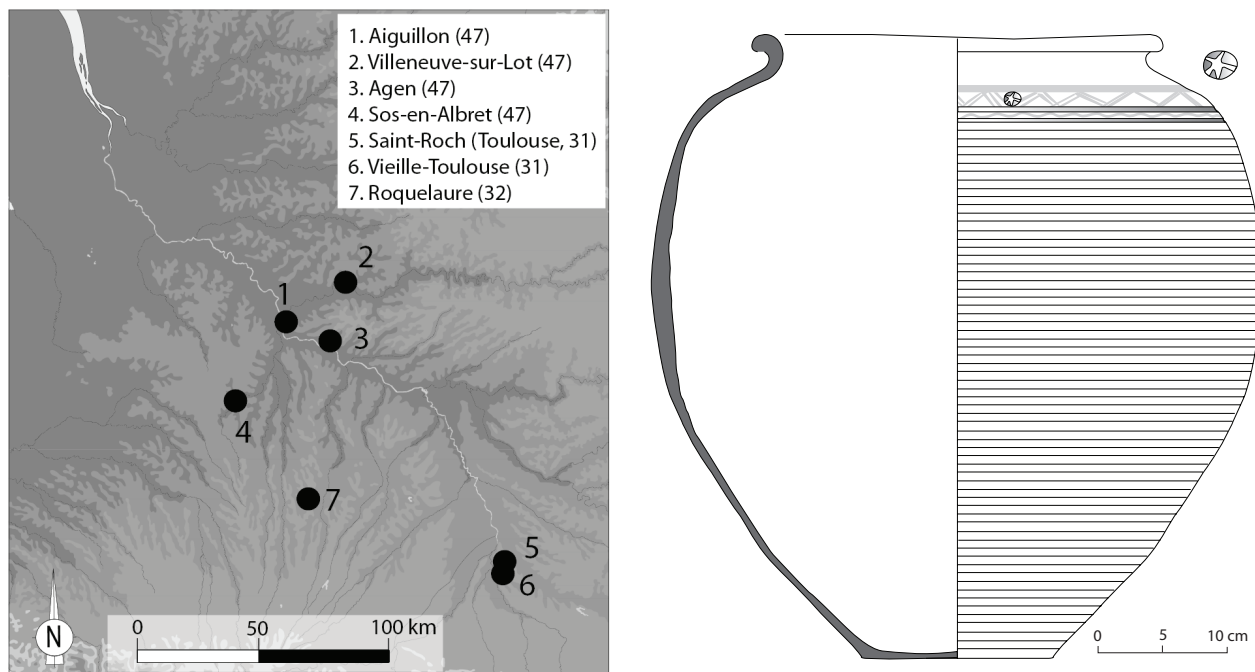 1. Aiguillon (47)
2. Villeneuve-sur-Lot (47)
3. Agen (47)
4. Sos-en-Albret (47)
5. Saint-Roch (Toulouse, 31)
6. Vieille-Toulouse (31)
7. Roquelaure (32)
2
1
3
4
7
5
6
N
0 50 100 km
0 5 10 cm